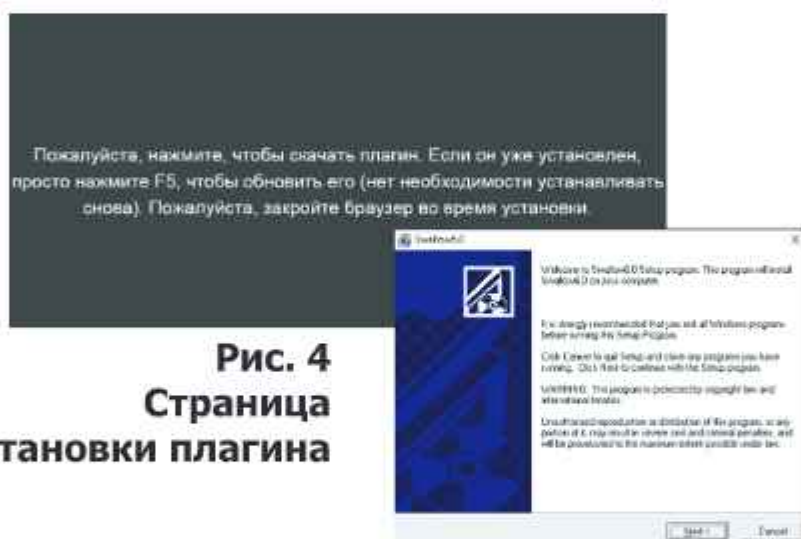 Пожалуйста, нажмите, чтобы скачать плагин. Если он уже установлен,
просто нажмите F5, чтобы обновить его (нет необходимости устанавливать
снова). Пожалуйста, закройте браузер во время установки.
Welcome to Swallow6.0 Setup program. This program will install
Swallow6.0 on your computer.
It is strongly recommended that you exit all Windows programs
before running this Setup Program.
Click Cancel to quit Setup and close any programs you have
running. Click Next to continue with the Setup program.
WARNING: This program is protected by copyright law and
international treaties.
Unauthorized reproduction or distribution of this program, or any
portion of it, may result in severe civil and criminal penalties, and
will be prosecuted to the maximum extent possible under law.
Next >
Cancel
Рис. 4
Страница
тановки плагина